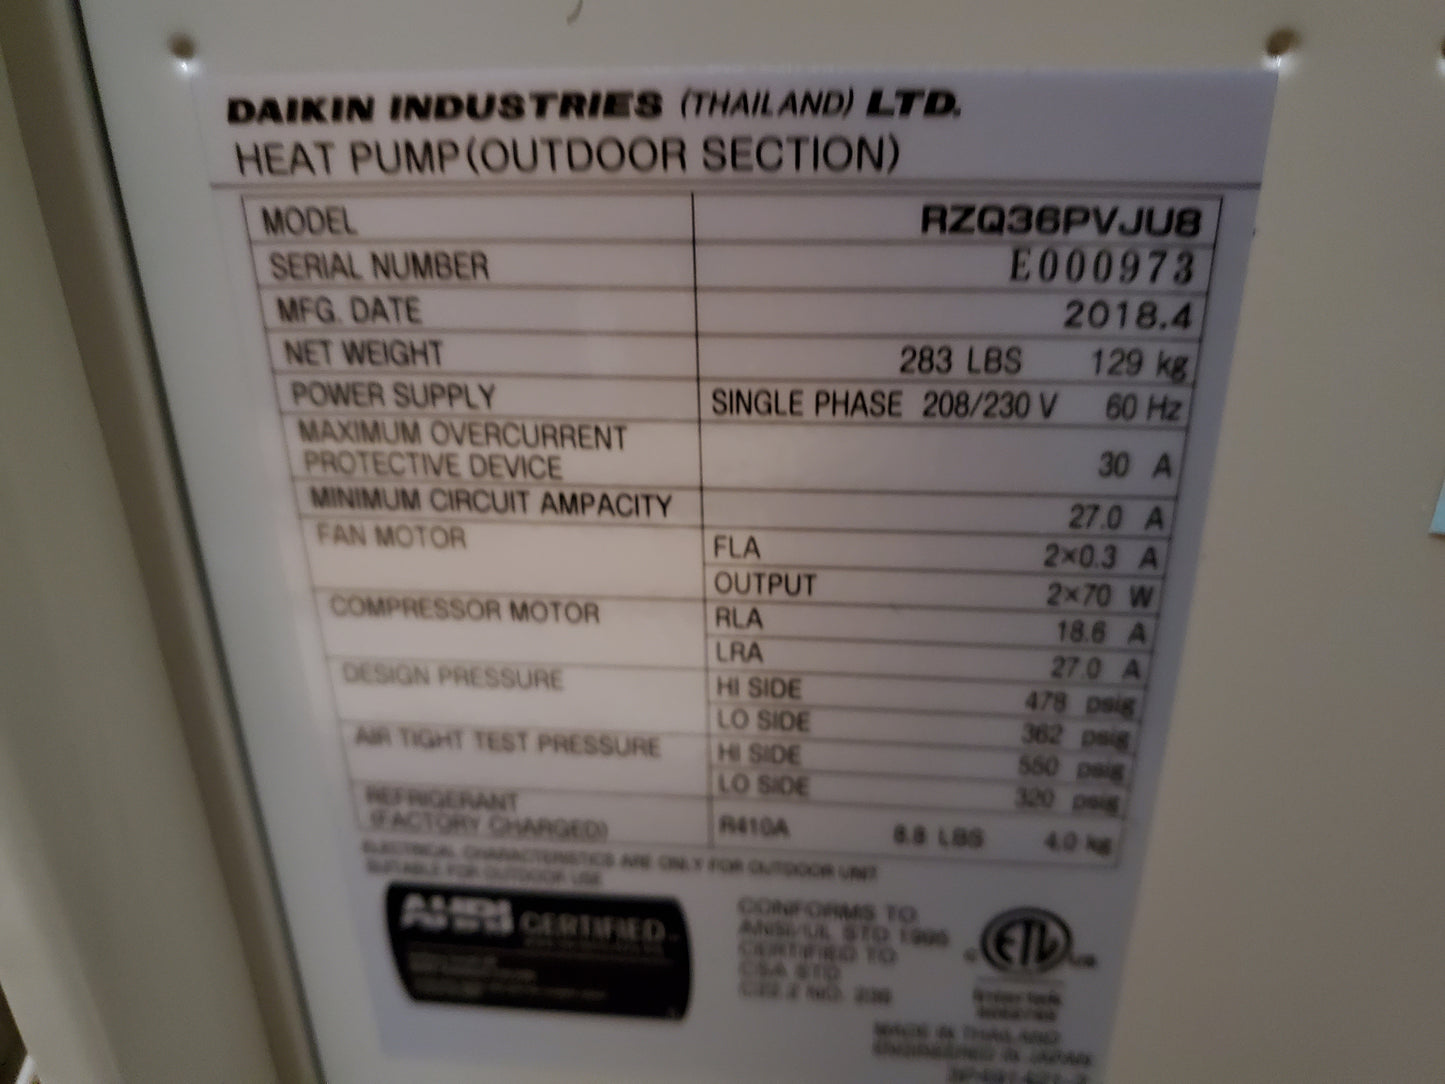 DAIKIN INDUSTRIES (THAILAND) LTD.
HEAT PUMP(OUTDOOR SECTION)
MODEL RZQ36PVJU8
SERIAL NUMBER E000973
MFG. DATE 2018.4
NET WEIGHT 283 LBS 129 kg
POWER SUPPLY SINGLE PHASE 208/230 V 60 Hz
MAXIMUM OVERCURRENT
PROTECTIVE DEVICE 30 A
MINIMUM CIRCUIT AMPACITY 27.0 A
FAN MOTOR FLA 2×0.3 A
OUTPUT 2×70 W
COMPRESSOR MOTOR RLA 18.6 A
LRA 27.0 A
DESIGN PRESSURE HI SIDE 478 psig
LO SIDE 362 psig
AIR TIGHT TEST PRESSURE HI SIDE 550 psig
LO SIDE 320 psig
REFRIGERANT
(FACTORY CHARGED) R410A 8.8 LBS 4.0 kg
ELECTRICAL CHARACTERISTICS ARE ONLY FOR OUTDOOR UNIT
SUITABLE FOR OUTDOOR USE
AHRI CERTIFIED
CONFORMS TO
ANSI/UL STD 1995
CERTIFIED TO
CSA STD
C22.2 NO. 236
C ETL US
Intertek
MADE IN THAILAND
ENGINEERED IN JAPAN